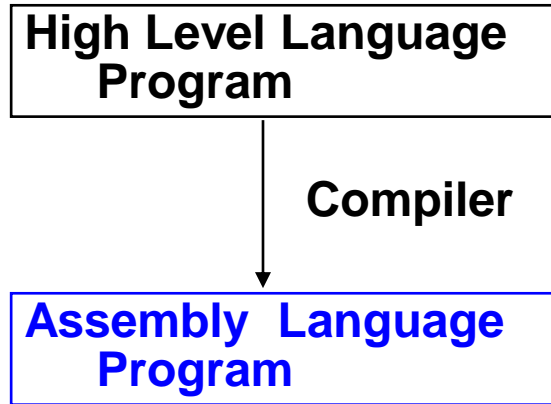 High Level Language
Program
Compiler
Assembly Language
Program